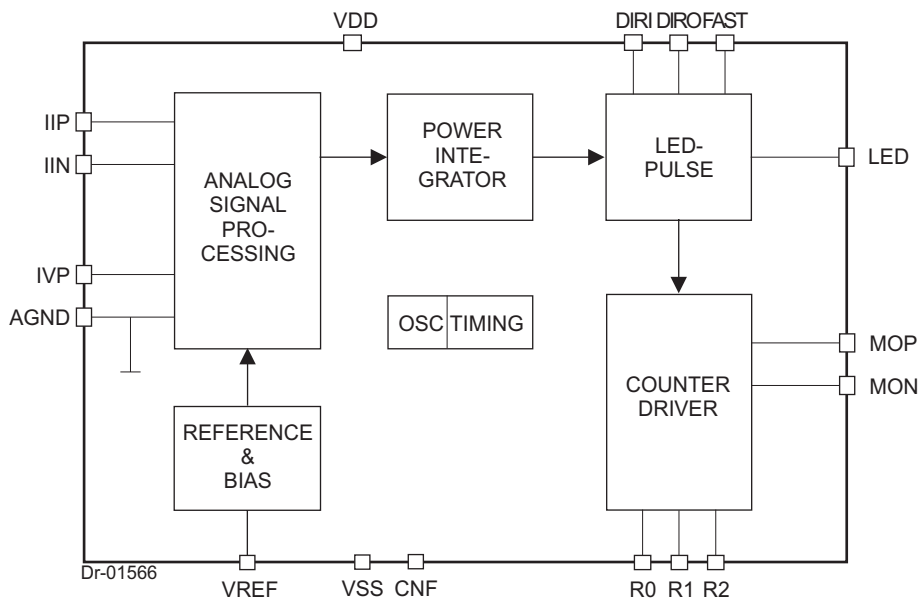 VDD
DIRI DIRO FAST
IIP
IIN
IVP
AGND
ANALOG
SIGNAL
PRO-
CESSING
POWER
INTE-
GRATOR
LED-
PULSE
LED
OSC TIMING
COUNTER
DRIVER
MOP
MON
REFERENCE
&
BIAS
Dr-01566
VREF
VSS
CNF
R0
R1
R2